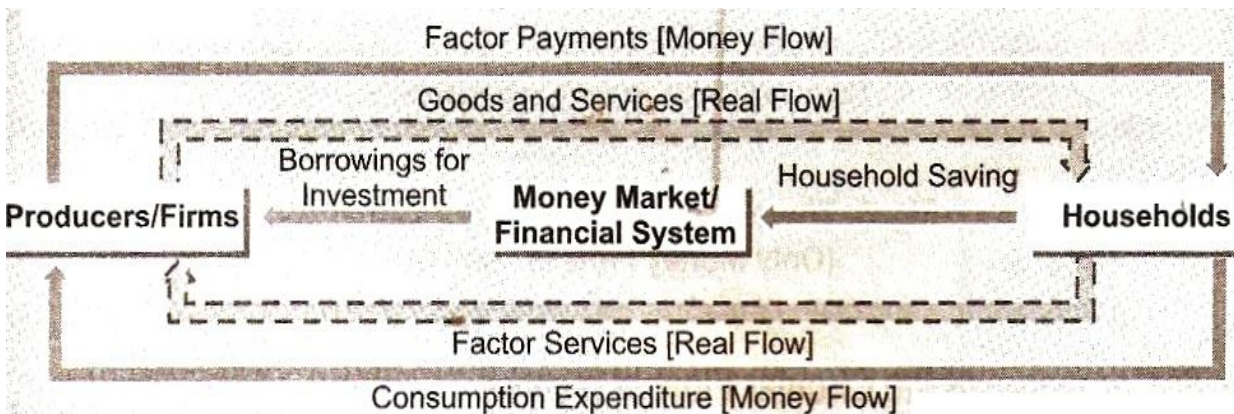 Factor Payments [Money Flow]
Goods and Services [Real Flow]
Borrowings for
Investment
Household Saving
Producers/Firms
Money Market/
Financial System
Households
Factor Services [Real Flow]
Consumption Expenditure [Money Flow]